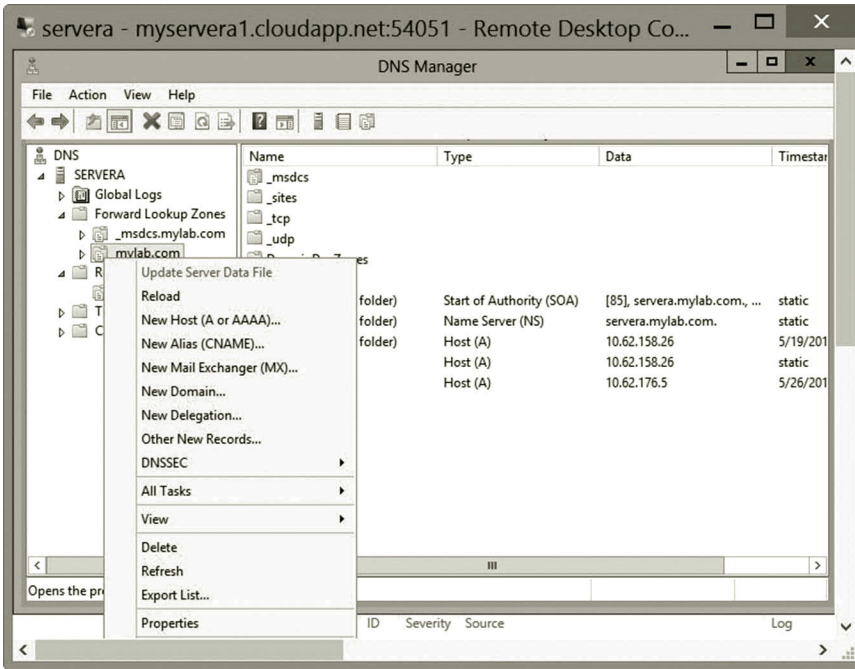 servera - myservera1.cloudapp.net:54051 - Remote Desktop Co...
DNS Manager
File Action View Help
DNS
SERVERA
Global Logs
Forward Lookup Zones
_msdcs.mylab.com
mylab.com
R
T
C
Name Type Data Timestar
_msdcs
_sites
_tcp
_udp
es
folder) Start of Authority (SOA) [85], servera.mylab.com., ... static
folder) Name Server (NS) servera.mylab.com. static
folder) Host (A) 10.62.158.26 5/19/201
Host (A) 10.62.158.26 static
Host (A) 10.62.176.5 5/26/201
Update Server Data File
Reload
New Host (A or AAAA)...
New Alias (CNAME)...
New Mail Exchanger (MX)...
New Domain...
New Delegation...
Other New Records...
DNSSEC
All Tasks
View
Delete
Refresh
Export List...
Properties
Opens the pr
ID Severity Source Log